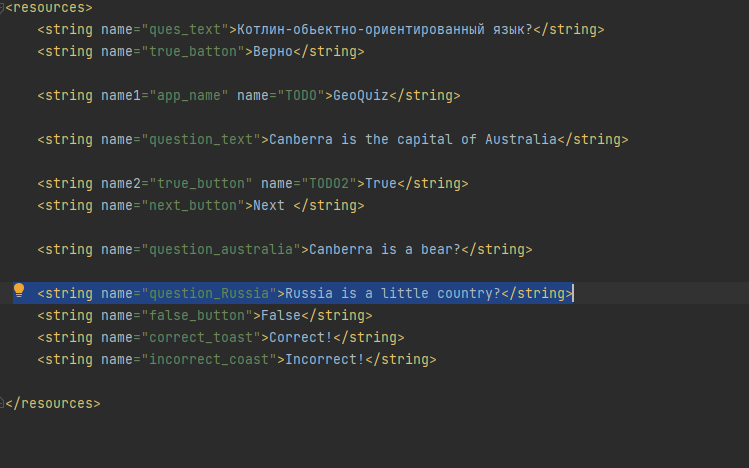 <resources>
<string name="ques_text">Котлин-обьектно-ориентированный язык?</string>
<string name="true_batton">Верно</string>
<string name1="app_name" name="TODO">GeoQuiz</string>
<string name="question_text">Canberra is the capital of Australia</string>
<string name2="true_button" name="TODO2">True</string>
<string name="next_button">Next </string>
<string name="question_australia">Canberra is a bear?</string>
<string name="question_Russia">Russia is a little country?</string>
<string name="false_button">False</string>
<string name="correct_toast">Correct!</string>
<string name="incorrect_coast">Incorrect!</string>
</resources>